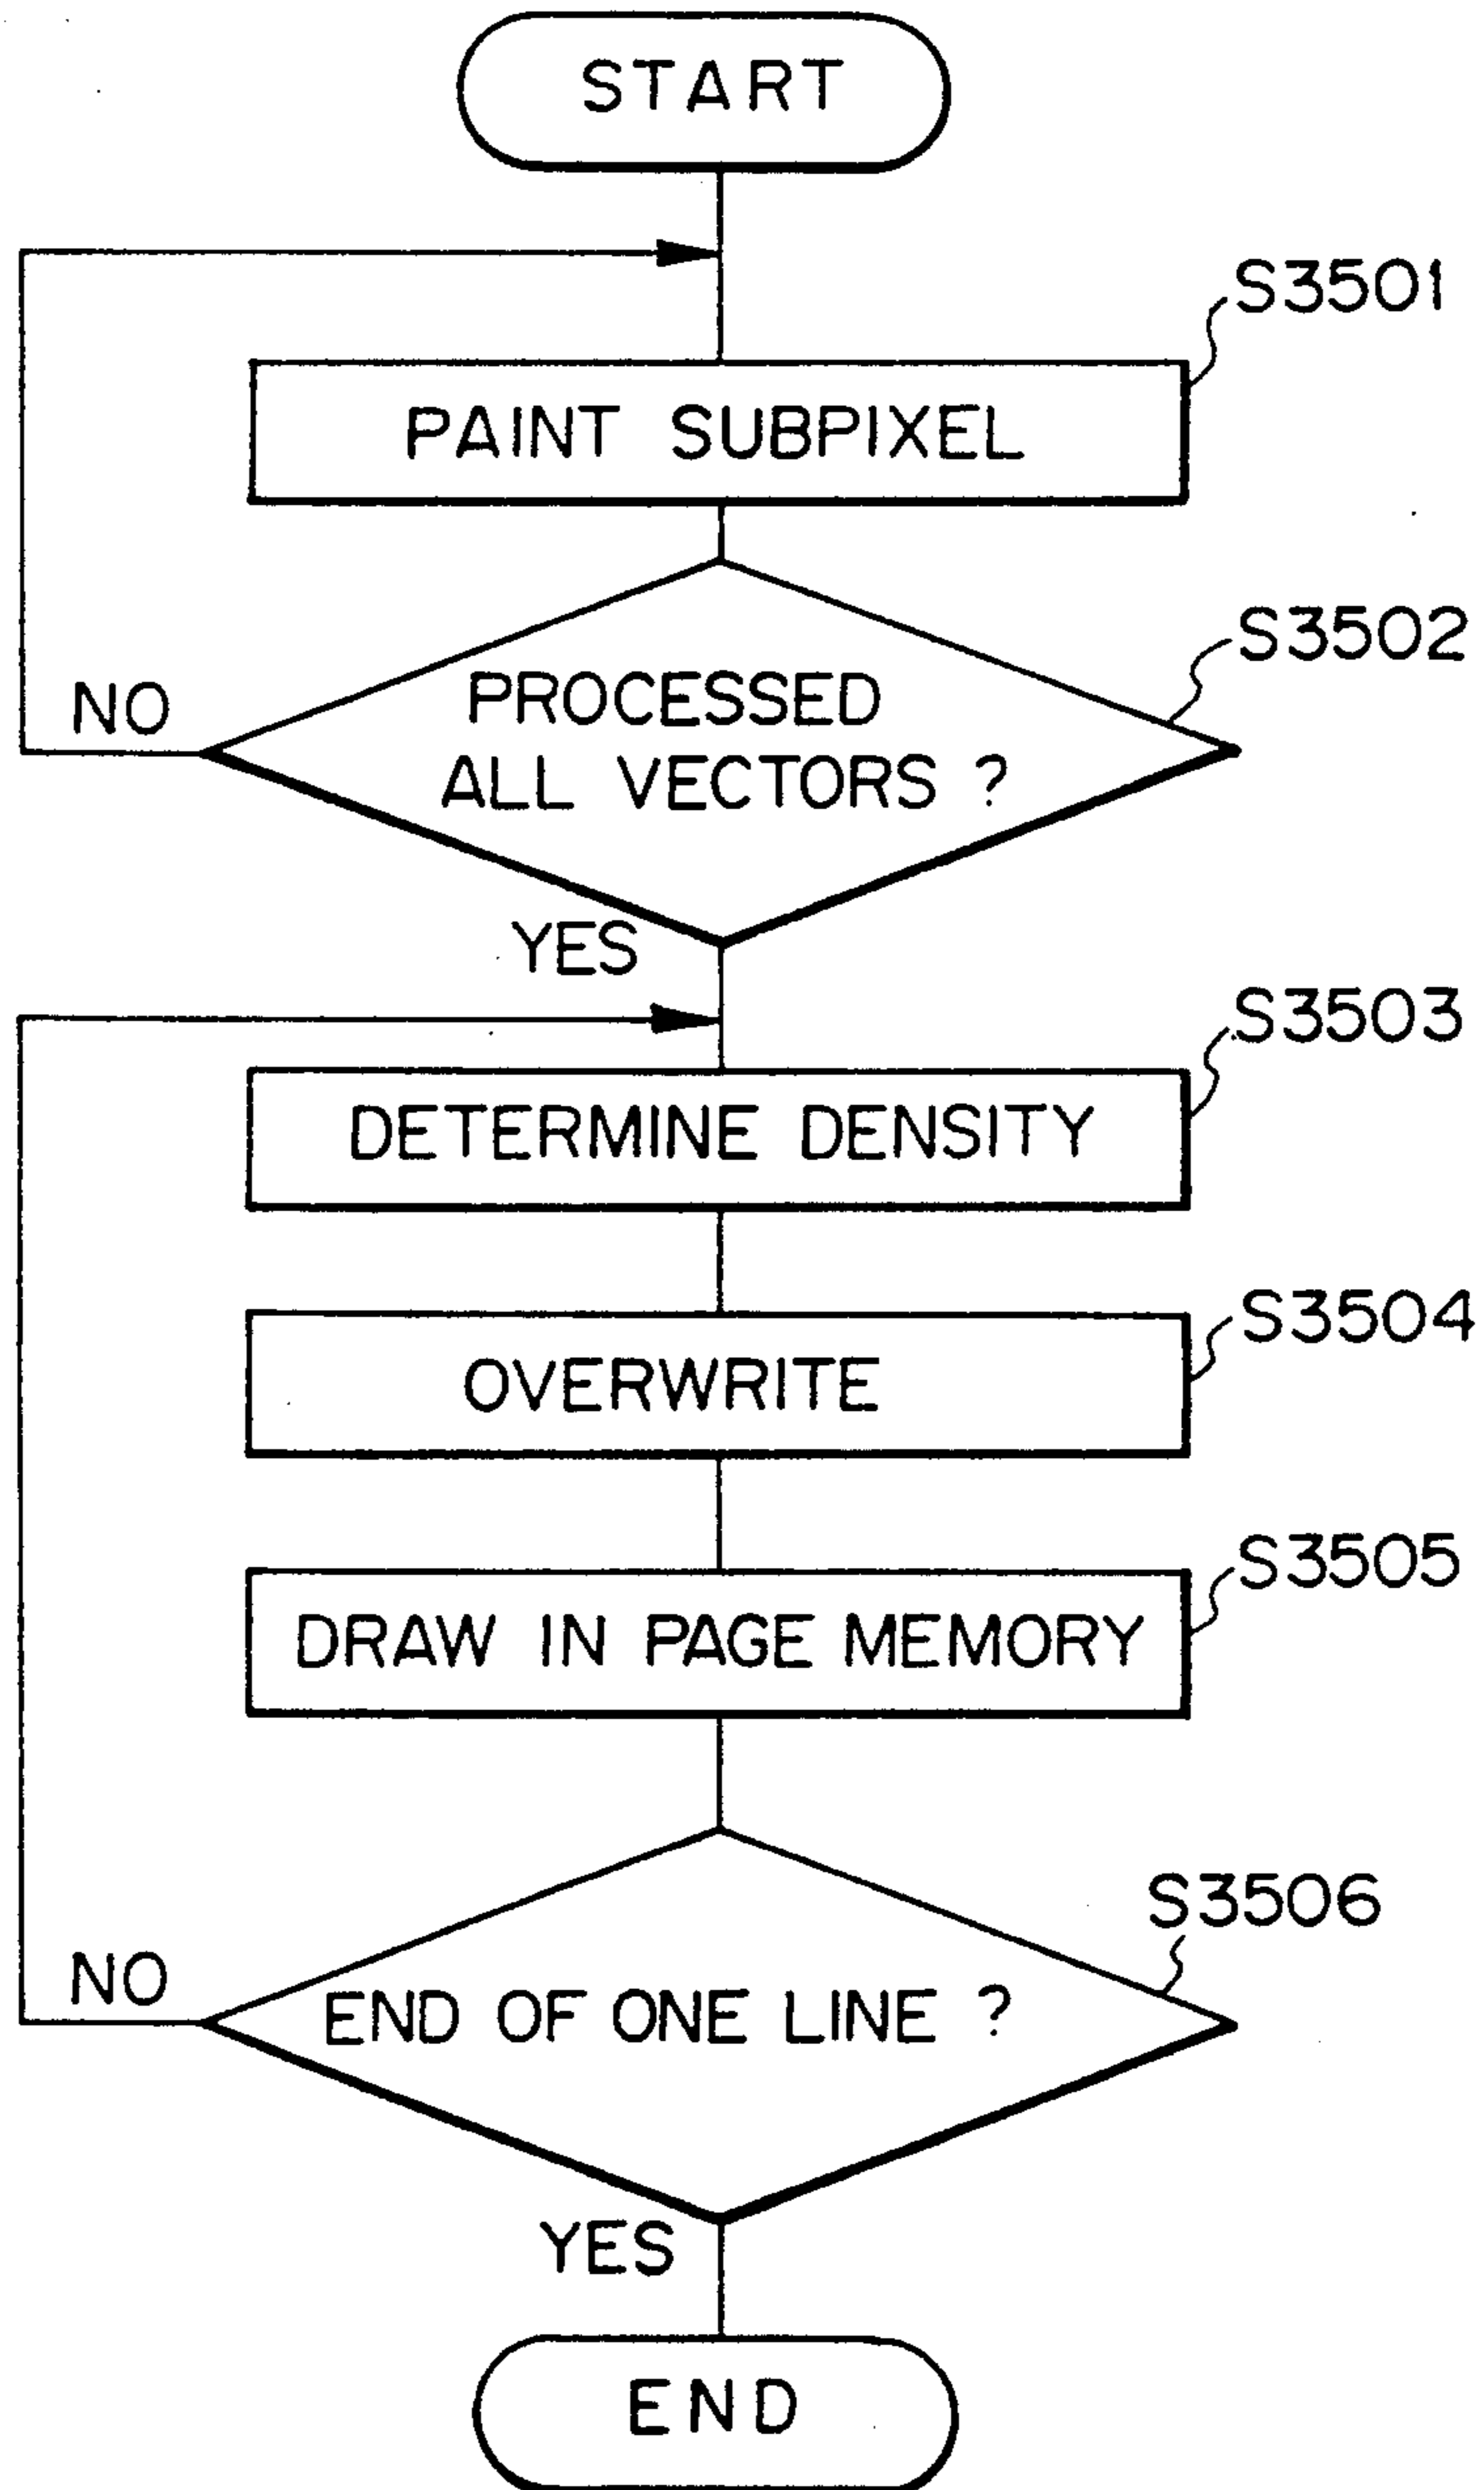 START
S3501
PAINT SUBPIXEL
S3502
NO
PROCESSED
ALL VECTORS ?
YES
S3503
DETERMINE DENSITY
S3504
OVERWRITE
S3505
DRAW IN PAGE MEMORY
S3506
NO
END OF ONE LINE ?
YES
END